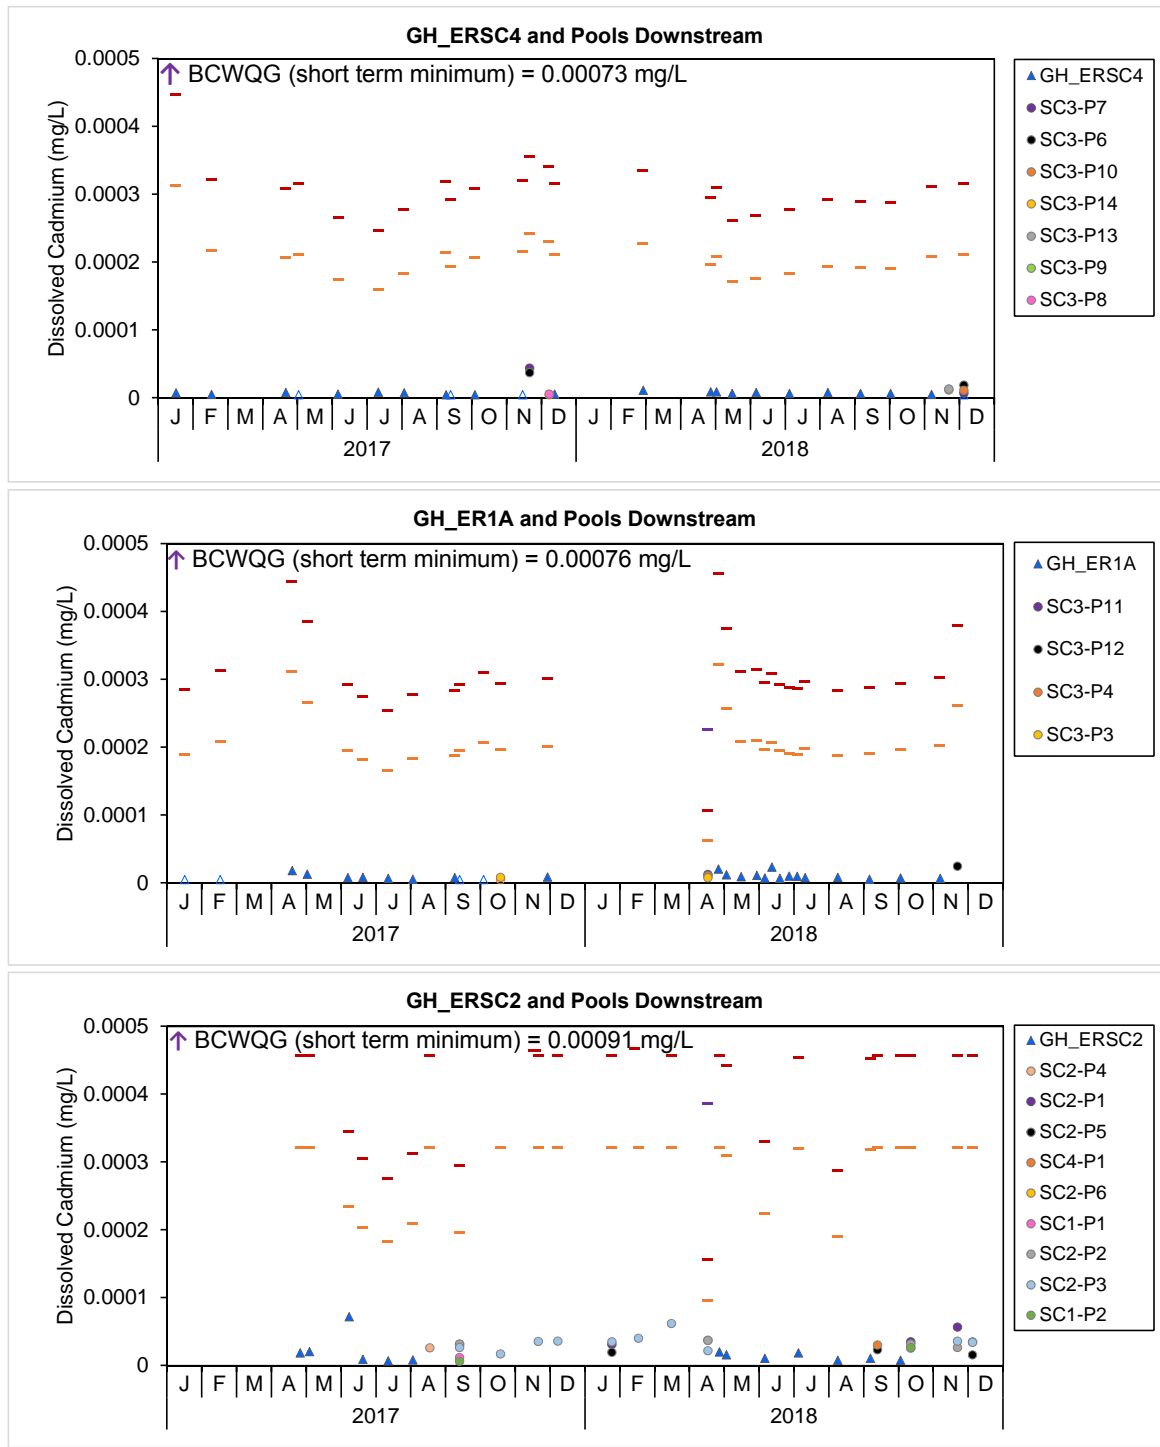 GH_ERSC4 and Pools Downstream
↑ BCWQG (short term minimum) = 0.00073 mg/L
Dissolved Cadmium (mg/L)
0.0005
0.0004
0.0003
0.0002
0.0001
0
J F M A M J J A S O N D J F M A M J J A S O N D
2017 2018
GH_ERSC4
SC3-P7
SC3-P6
SC3-P10
SC3-P14
SC3-P13
SC3-P9
SC3-P8
GH_ER1A and Pools Downstream
↑ BCWQG (short term minimum) = 0.00076 mg/L
Dissolved Cadmium (mg/L)
0.0005
0.0004
0.0003
0.0002
0.0001
0
J F M A M J J A S O N D J F M A M J J A S O N D
2017 2018
GH_ER1A
SC3-P11
SC3-P12
SC3-P4
SC3-P3
GH_ERSC2 and Pools Downstream
↑ BCWQG (short term minimum) = 0.00091 mg/L
Dissolved Cadmium (mg/L)
0.0005
0.0004
0.0003
0.0002
0.0001
0
J F M A M J J A S O N D J F M A M J J A S O N D
2017 2018
GH_ERSC2
SC2-P4
SC2-P1
SC2-P5
SC4-P1
SC2-P6
SC1-P1
SC2-P2
SC2-P3
SC1-P2